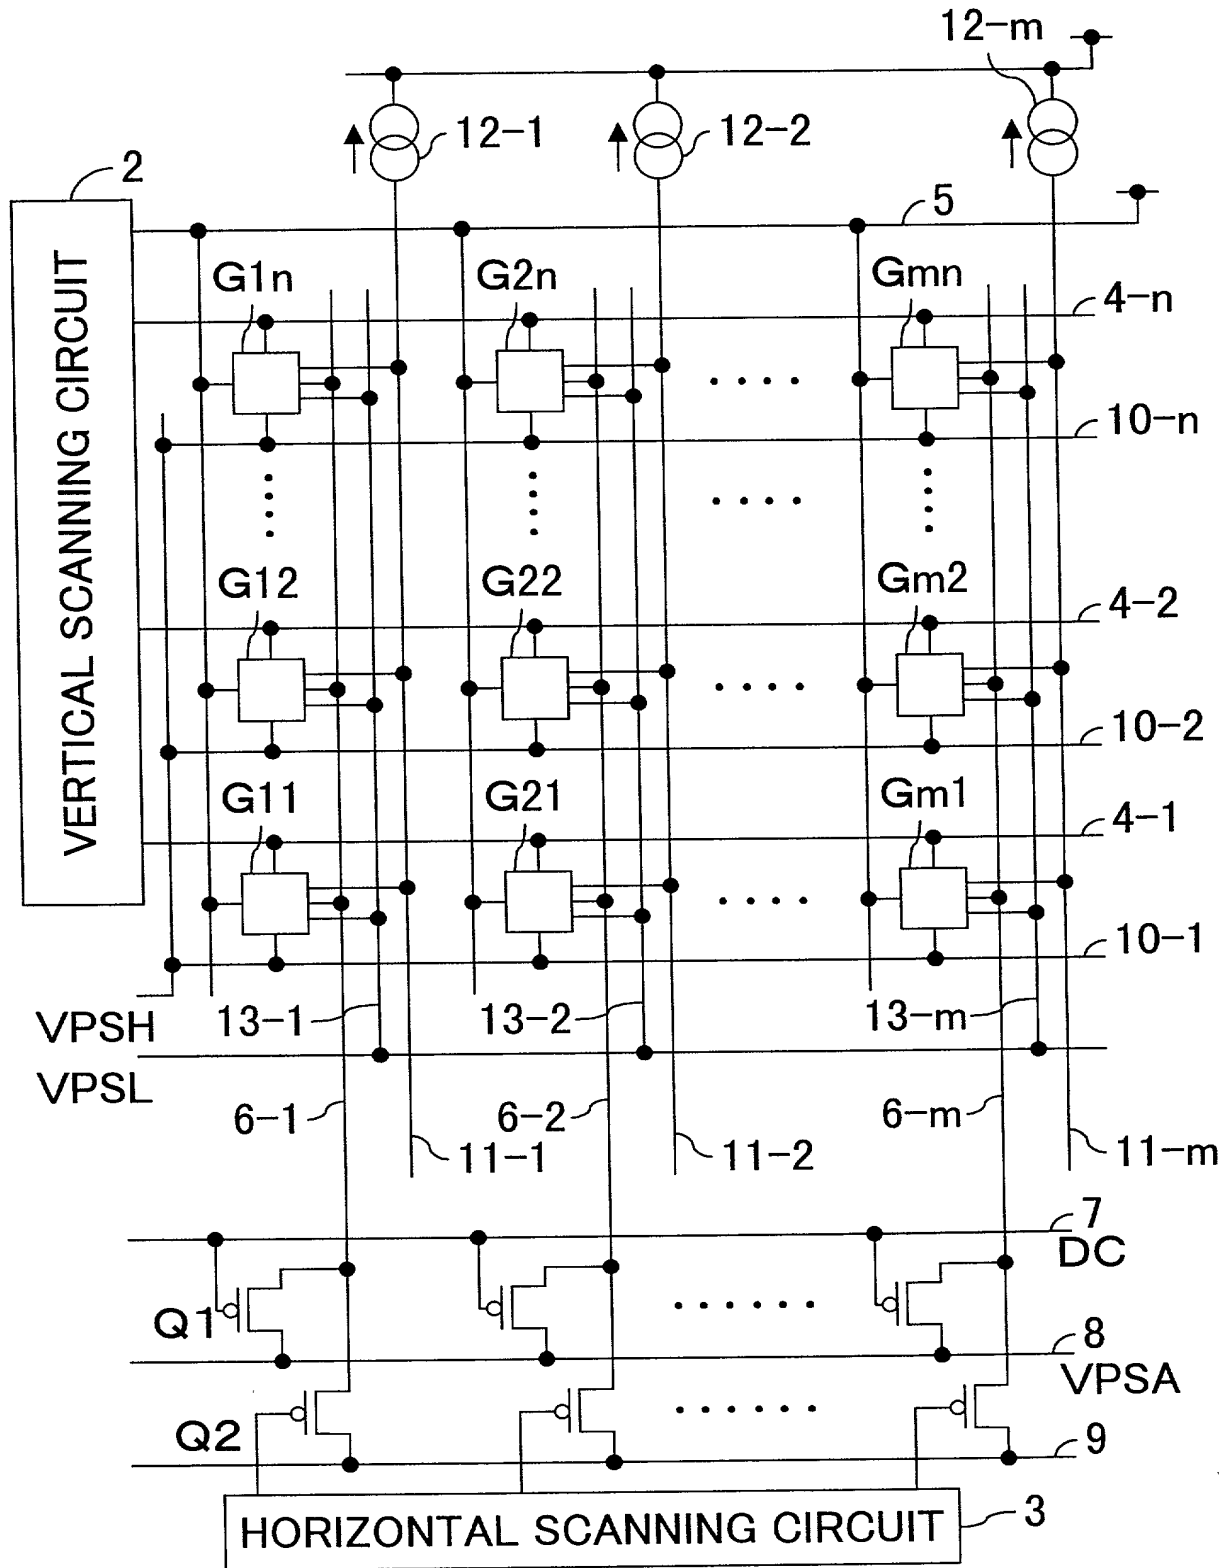 12-m
12-1
12-2
2
5
VERTICAL SCANNING CIRCUIT
G1n
G2n
Gmn
4-n
10-n
G12
G22
Gm2
4-2
10-2
G11
G21
Gm1
4-1
10-1
VPSH
13-1
13-2
13-m
VPSL
6-1
6-2
6-m
11-1
11-2
11-m
7
DC
Q1
8
VPSA
Q2
9
3
HORIZONTAL SCANNING CIRCUIT